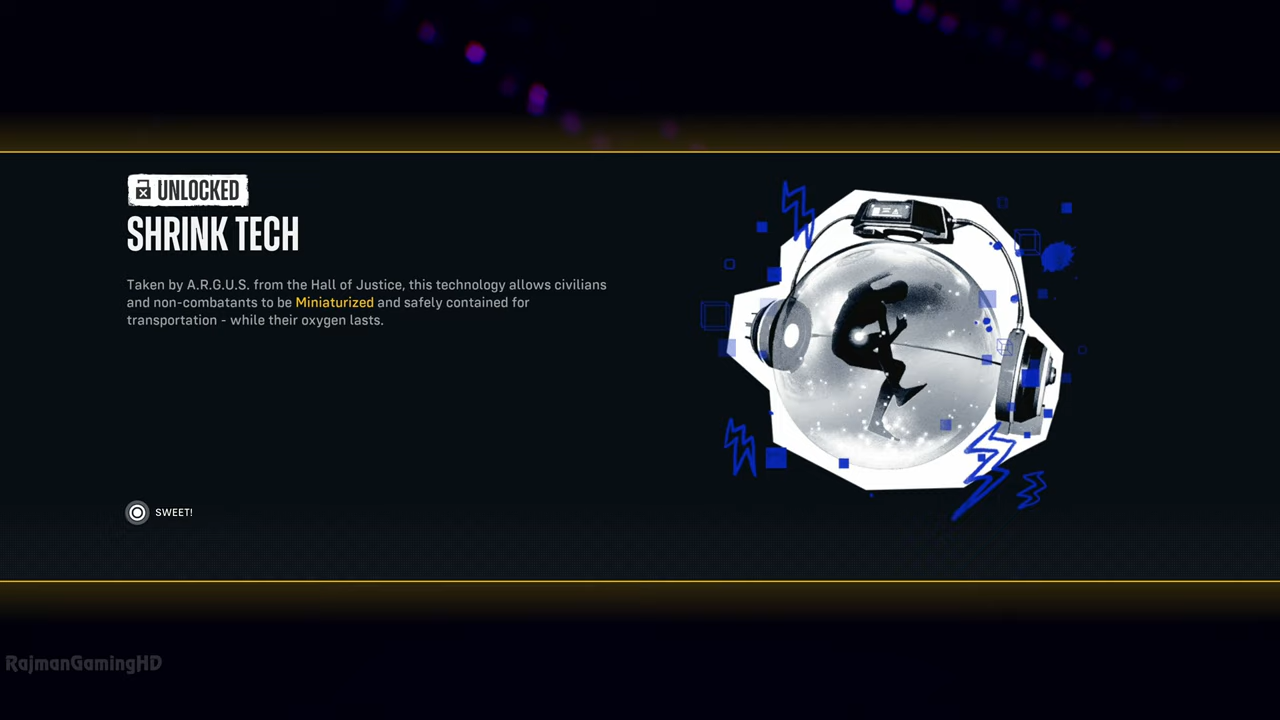 UNLOCKED
SHRINK TECH
Taken by A.R.G.U.S. from the Hall of Justice, this technology allows civilians
and non-combatants to be Miniaturized and safely contained for
transportation - while their oxygen lasts.
SWEET!
RajmanGamingHD